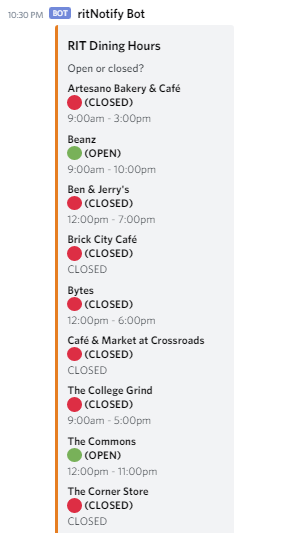 10:30 PM BOT ritNotify Bot
RIT Dining Hours
Open or closed?
Artesano Bakery & Café
(CLOSED)
9:00am - 3:00pm
Beanz
(OPEN)
9:00am - 10:00pm
Ben & Jerry's
(CLOSED)
12:00pm - 7:00pm
Brick City Café
(CLOSED)
CLOSED
Bytes
(CLOSED)
12:00pm - 6:00pm
Café & Market at Crossroads
(CLOSED)
CLOSED
The College Grind
(CLOSED)
9:00am - 5:00pm
The Commons
(OPEN)
12:00pm - 11:00pm
The Corner Store
(CLOSED)
CLOSED